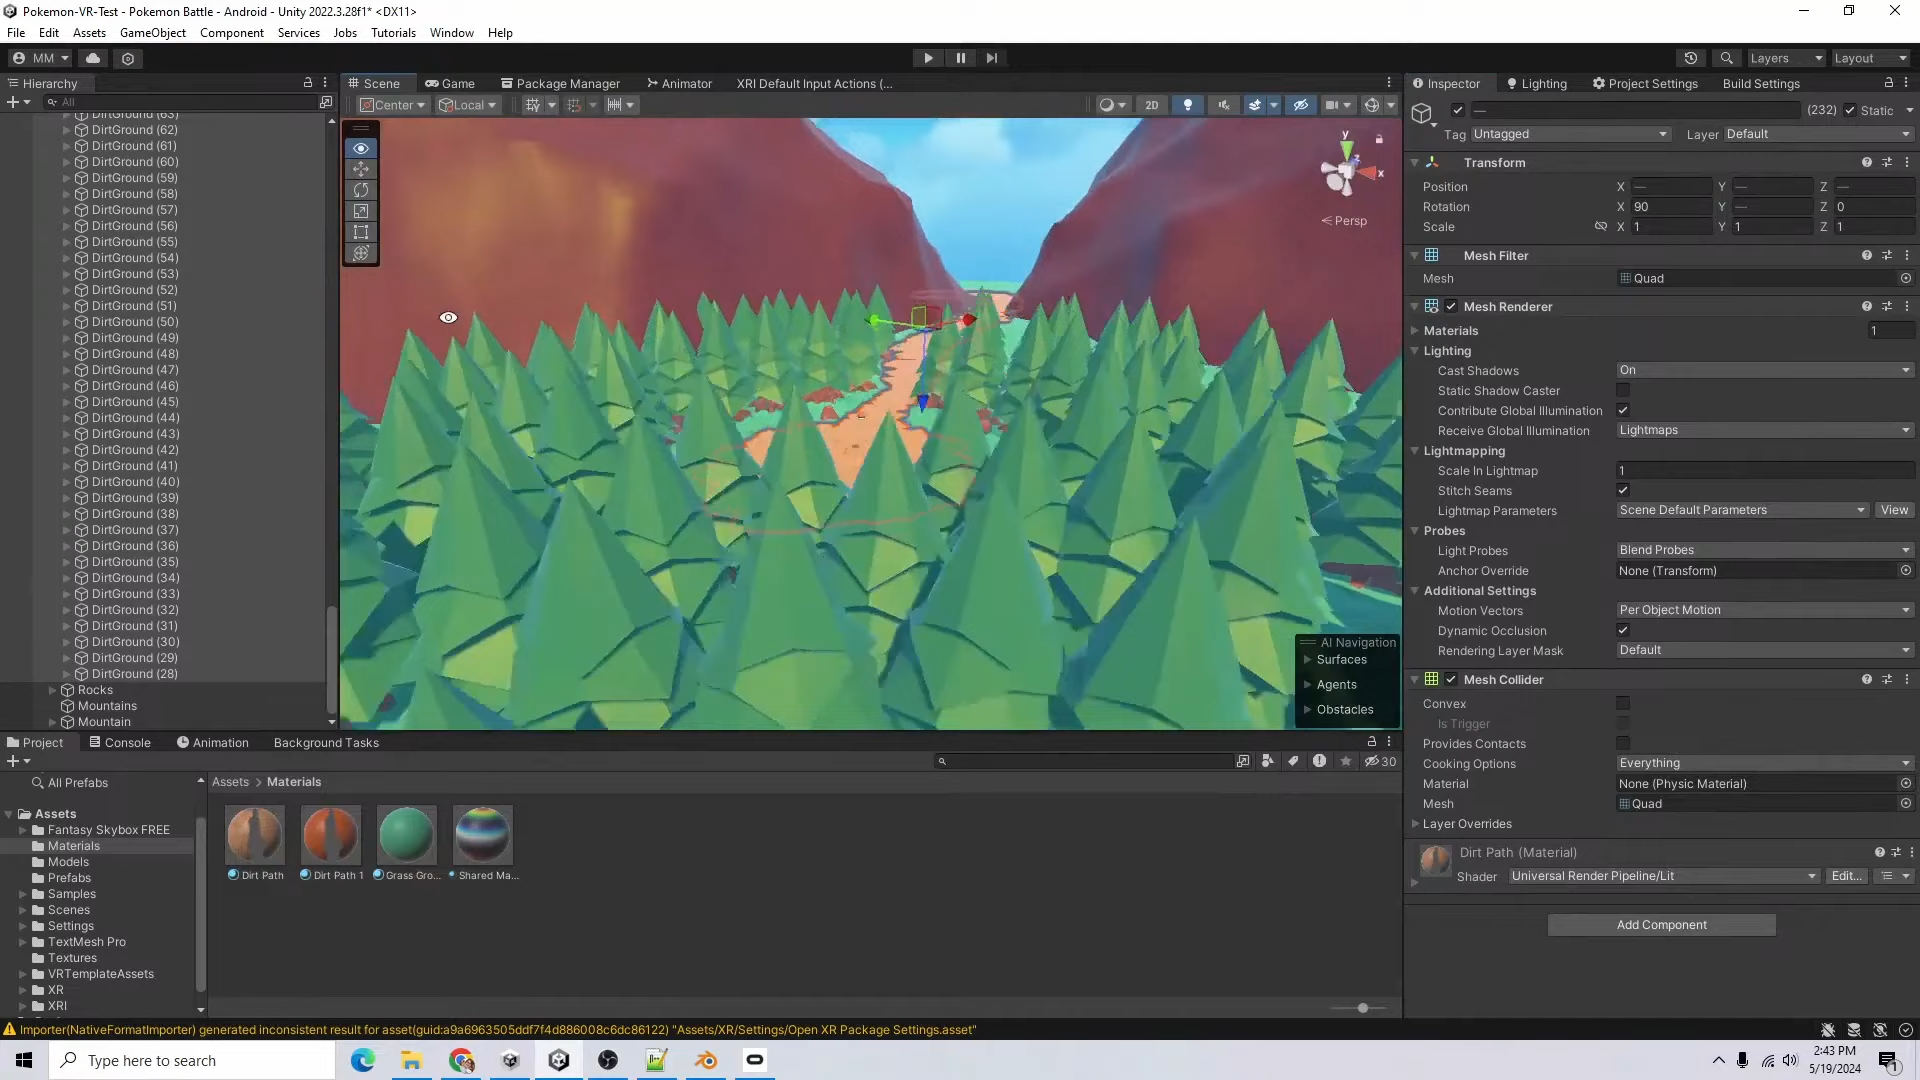 Pokemon-VR-Test - Pokemon Battle - Android - Unity 2022.3.28f1* <DX11>
File Edit Assets GameObject Component Services Jobs Tutorials Window Help
MM Layers Layout
Hierarchy
All
DirtGround (63)
DirtGround (62)
DirtGround (61)
DirtGround (60)
DirtGround (59)
DirtGround (58)
DirtGround (57)
DirtGround (56)
DirtGround (55)
DirtGround (54)
DirtGround (53)
DirtGround (52)
DirtGround (51)
DirtGround (50)
DirtGround (49)
DirtGround (48)
DirtGround (47)
DirtGround (46)
DirtGround (45)
DirtGround (44)
DirtGround (43)
DirtGround (42)
DirtGround (41)
DirtGround (40)
DirtGround (39)
DirtGround (38)
DirtGround (37)
DirtGround (36)
DirtGround (35)
DirtGround (34)
DirtGround (33)
DirtGround (32)
DirtGround (31)
DirtGround (30)
DirtGround (29)
DirtGround (28)
Rocks
Mountains
Mountain
Scene Game Package Manager Animator XRI Default Input Actions (...
Center Local 2D
y
x
Persp
AI Navigation
Surfaces
Agents
Obstacles
Inspector Lighting Project Settings Build Settings
— (232) Static
Tag Untagged Layer Default
Transform
Position X — Y — Z —
Rotation X 90 Y — Z 0
Scale X 1 Y 1 Z 1
Mesh Filter
Mesh Quad
Mesh Renderer
Materials 1
Lighting
Cast Shadows On
Static Shadow Caster
Contribute Global Illumination
Receive Global Illumination Lightmaps
Lightmapping
Scale In Lightmap 1
Stitch Seams
Lightmap Parameters Scene Default Parameters View
Probes
Light Probes Blend Probes
Anchor Override None (Transform)
Additional Settings
Motion Vectors Per Object Motion
Dynamic Occlusion
Rendering Layer Mask Default
Mesh Collider
Convex
Is Trigger
Provides Contacts
Cooking Options Everything
Material None (Physic Material)
Mesh Quad
Layer Overrides
Dirt Path (Material)
Shader Universal Render Pipeline/Lit Edit...
Add Component
Project Console Animation Background Tasks
30
All Prefabs
Assets
Fantasy Skybox FREE
Materials
Models
Prefabs
Samples
Scenes
Settings
TextMesh Pro
Textures
VRTemplateAssets
XR
XRI
Assets > Materials
Dirt Path Dirt Path 1 Grass Gro... Shared Ma...
Importer(NativeFormatImporter) generated inconsistent result for asset(guid:a9a6963505ddf7f4d886008c6dc86122) "Assets/XR/Settings/Open XR Package Settings.asset"
Type here to search
2:43 PM
5/19/2024
1